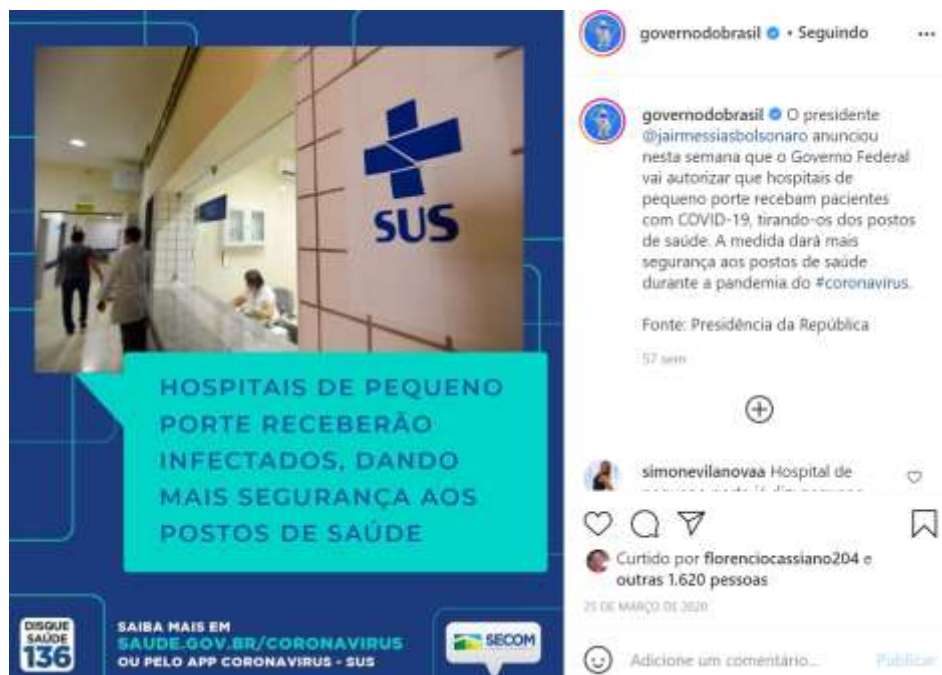 SUS
HOSPITAIS DE PEQUENO
PORTE RECEBERÃO
INFECTADOS, DANDO
MAIS SEGURANÇA AOS
POSTOS DE SAÚDE
DISQUE
SAÚDE
136
SAIBA MAIS EM
SAUDE.GOV.BR/CORONAVIRUS
OU PELO APP CORONAVIRUS - SUS
SECOM
governodobrasil • Seguindo
governodobrasil O presidente
@jairmessiasbolsonaro anunciou
nesta semana que o Governo Federal
vai autorizar que hospitais de
pequeno porte recebam pacientes
com COVID-19, tirando-os dos postos
de saúde. A medida dará mais
segurança aos postos de saúde
durante a pandemia do #coronavirus.
Fonte: Presidência da República
57 sem
simonevilanovaa Hospital de
Curtido por florenciocassiano204 e
outras 1.620 pessoas
25 DE MARÇO DE 2020
Adicione um comentário...
Publicar